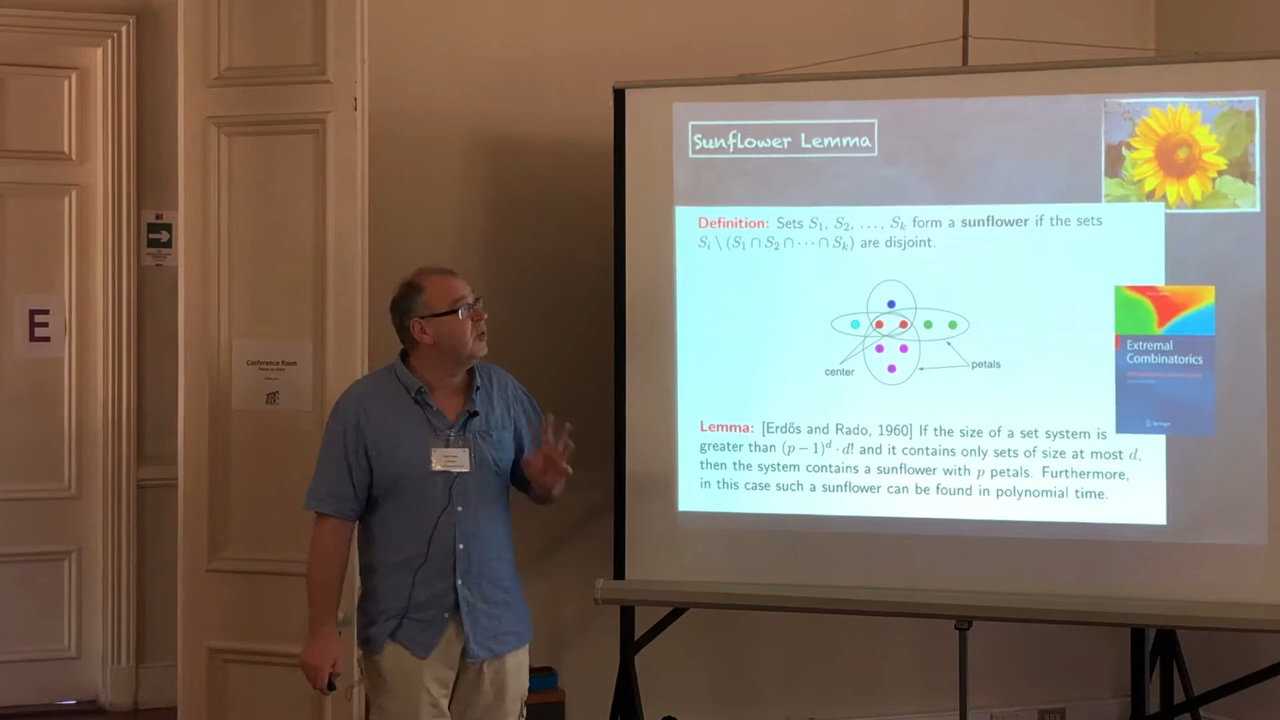 E
Conference Room
Sunflower Lemma
Definition: Sets S₁, S₂, ..., Sₖ form a sunflower if the sets
Sᵢ \ (S₁ ∩ S₂ ∩ ··· ∩ Sₖ) are disjoint.
center
petals
Lemma: [Erdős and Rado, 1960] If the size of a set system is
greater than (p − 1)ᵈ · d! and it contains only sets of size at most d,
then the system contains a sunflower with p petals. Furthermore,
in this case such a sunflower can be found in polynomial time.
Extremal
Combinatorics
Springer